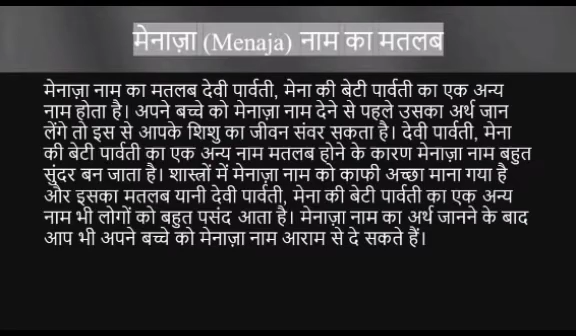 मेनाज़ा (Menaja) नाम का मतलब
मेनाज़ा नाम का मतलब देवी पार्वती, मेना की बेटी पार्वती का एक अन्य
नाम होता है। अपने बच्चे को मेनाज़ा नाम देने से पहले उसका अर्थ जान
लेंगे तो इस से आपके शिशु का जीवन संवर सकता है। देवी पार्वती, मेना
की बेटी पार्वती का एक अन्य नाम मतलब होने के कारण मेनाज़ा नाम बहुत
सुंदर बन जाता है। शास्त्रों में मेनाज़ा नाम को काफी अच्छा माना गया है
और इसका मतलब यानी देवी पार्वती, मेना की बेटी पार्वती का एक अन्य
नाम भी लोगों को बहुत पसंद आता है। मेनाज़ा नाम का अर्थ जानने के बाद
आप भी अपने बच्चे को मेनाज़ा नाम आराम से दे सकते हैं।